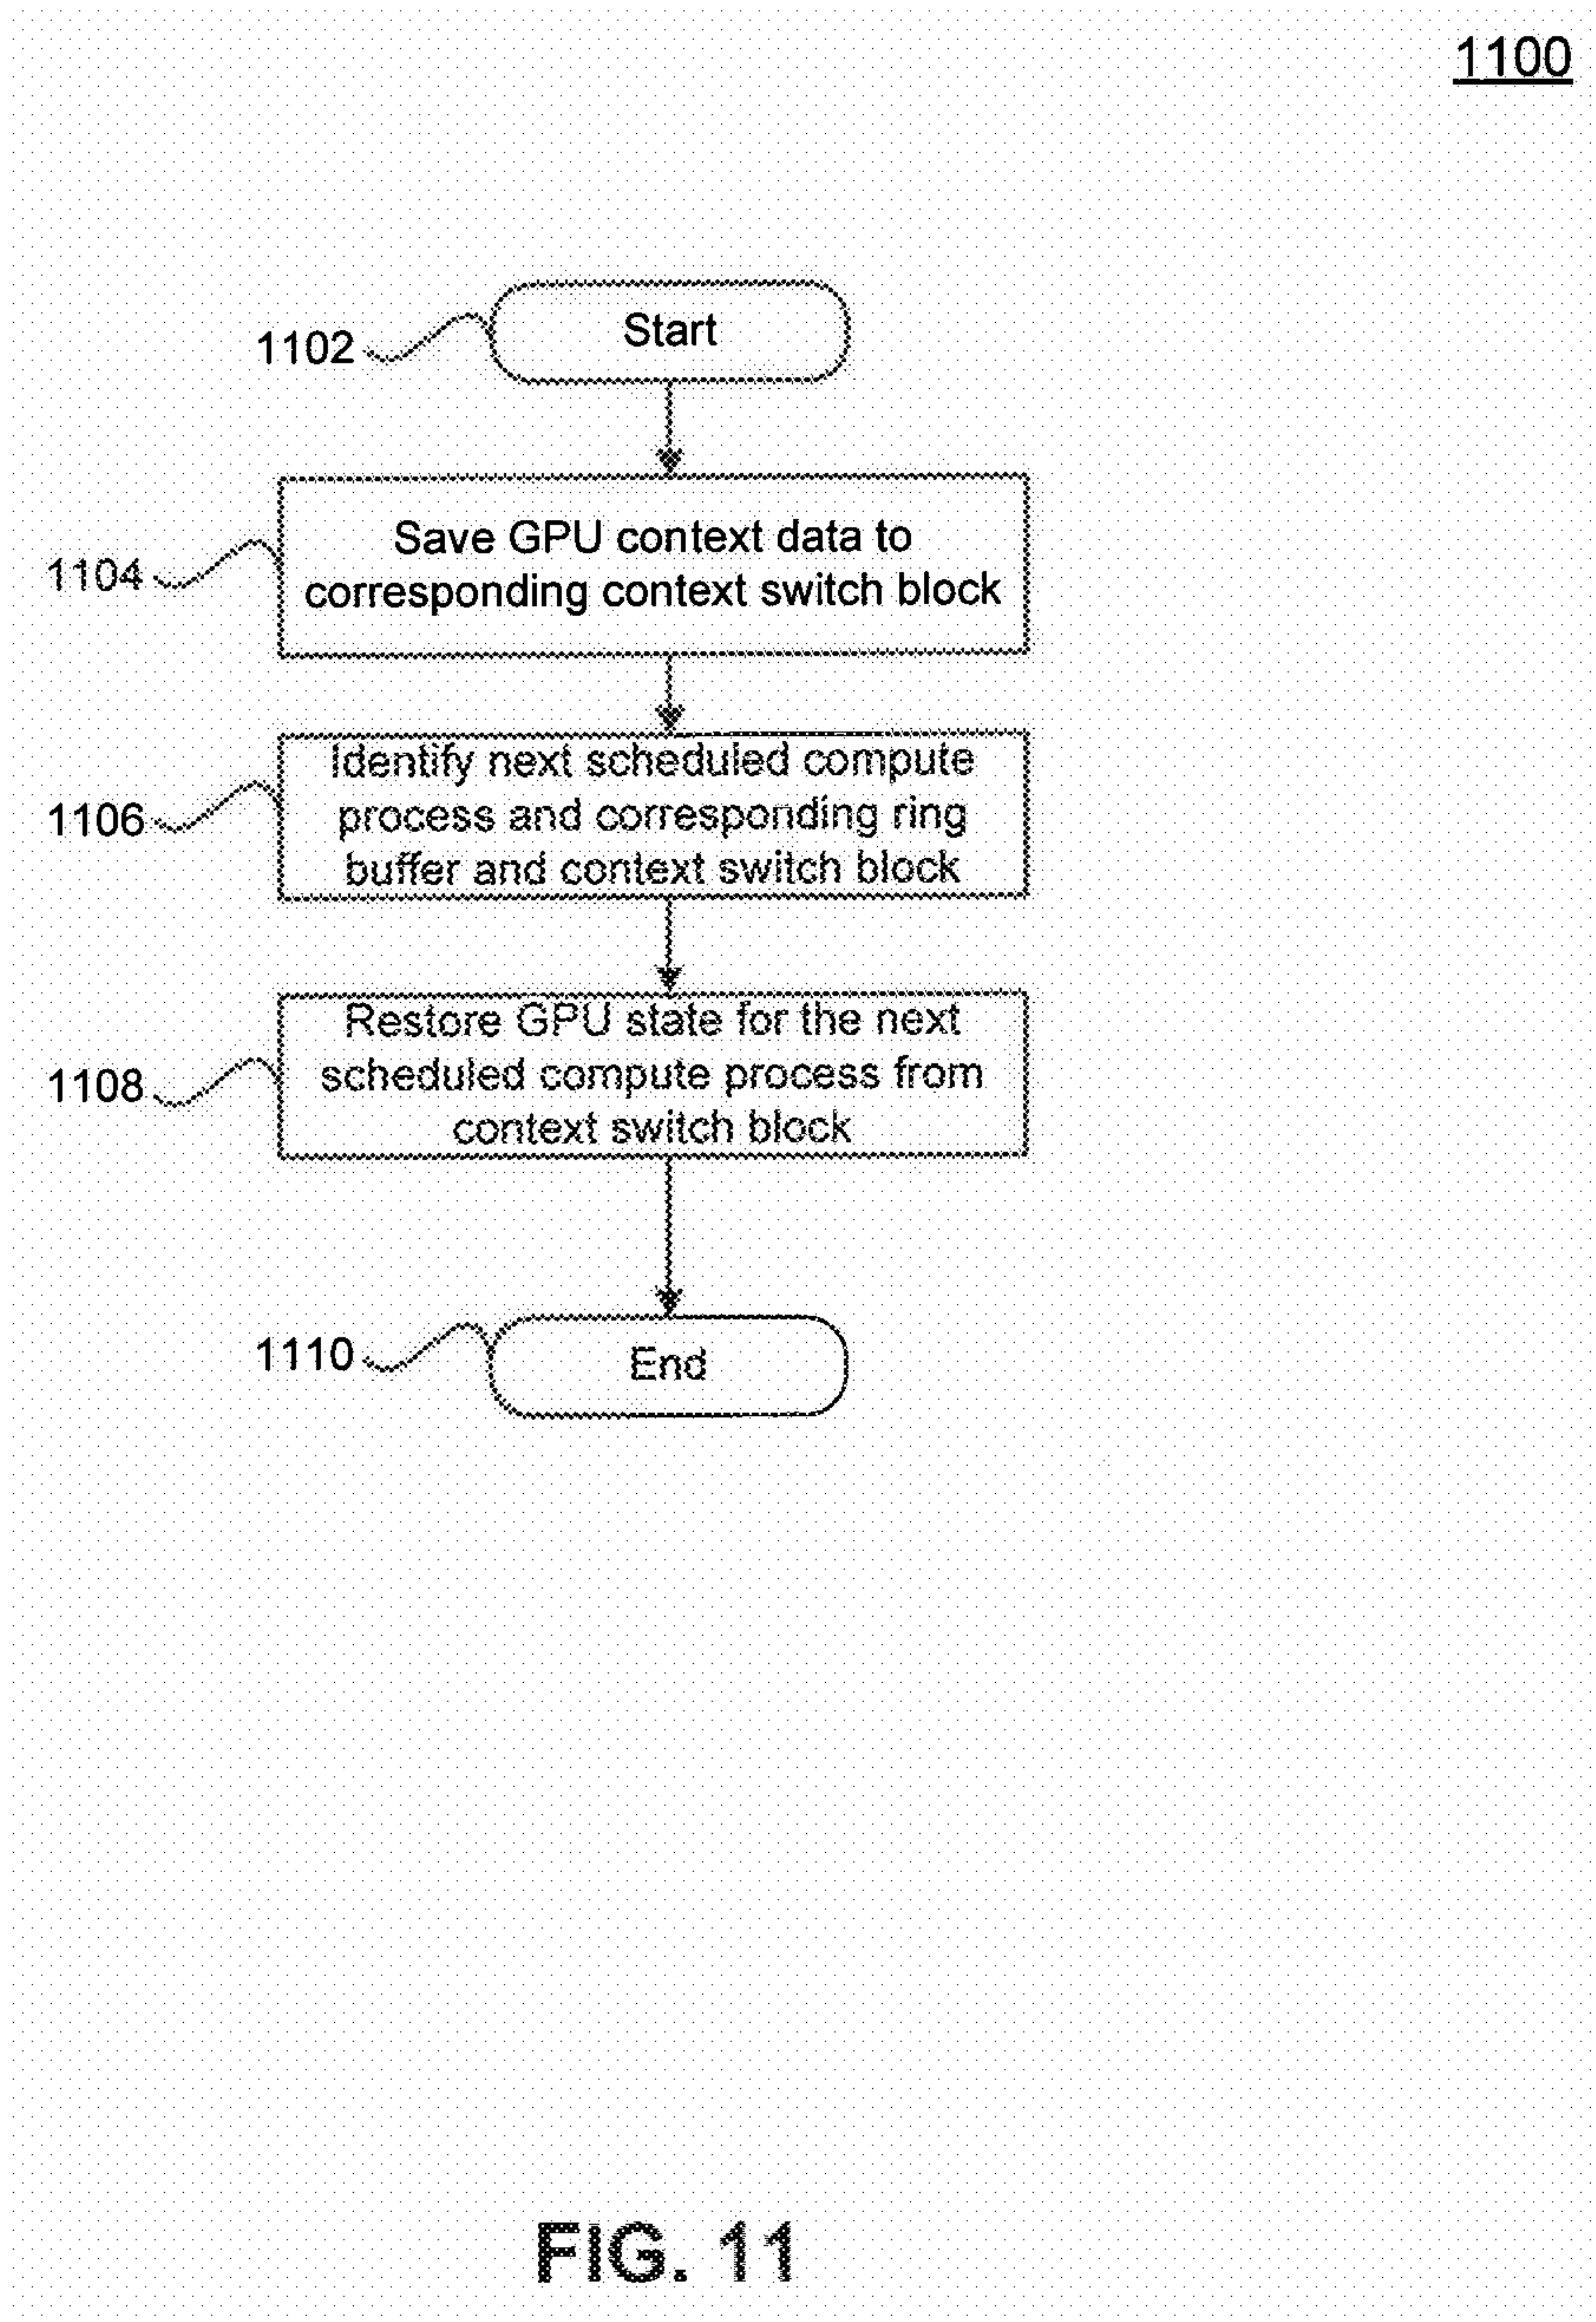 1100
1102
Start
1104
Save GPU context data to
corresponding context switch block
1106
Identify next scheduled compute
process and corresponding ring
buffer and context switch block
1108
Restore GPU state for the next
scheduled compute process from
context switch block
1110
End
FIG. 11